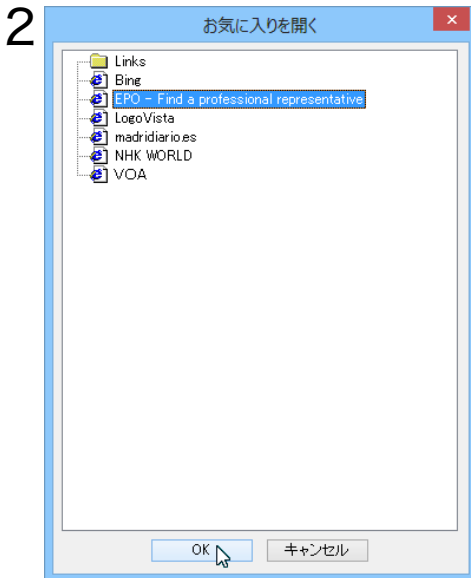 2
お気に入りを開く
Links
Bing
EPO - Find a professional representative
LogoVista
madridiario.es
NHK WORLD
VOA
OK
キャンセル